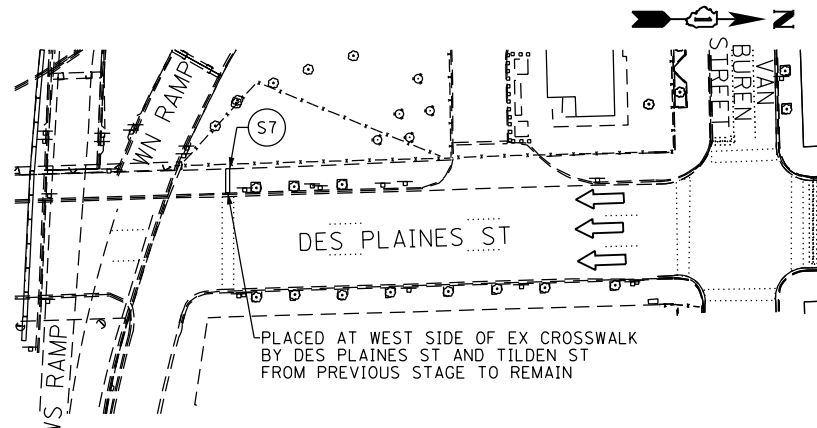 N
WN RAMP
S7
VAN
BUREN
STREET
DES PLAINES ST
PLACED AT WEST SIDE OF EX CROSSWALK
BY DES PLAINES ST AND TILDEN ST
FROM PREVIOUS STAGE TO REMAIN
WS RAMP